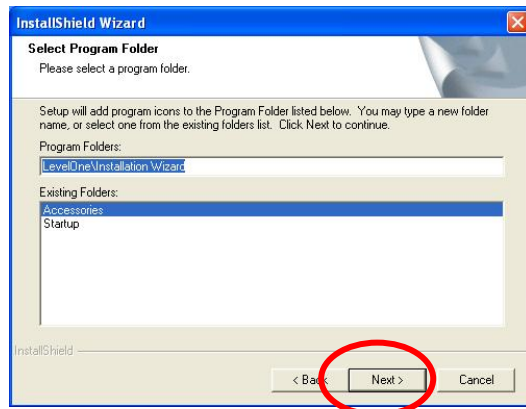 InstallShield Wizard
Select Program Folder
Please select a program folder.
Setup will add program icons to the Program Folder listed below. You may type a new folder
name, or select one from the existing folders list. Click Next to continue.
Program Folders:
LevelOne\Installation Wizard
Existing Folders:
Accessories
Startup
InstallShield
< Back Next > Cancel